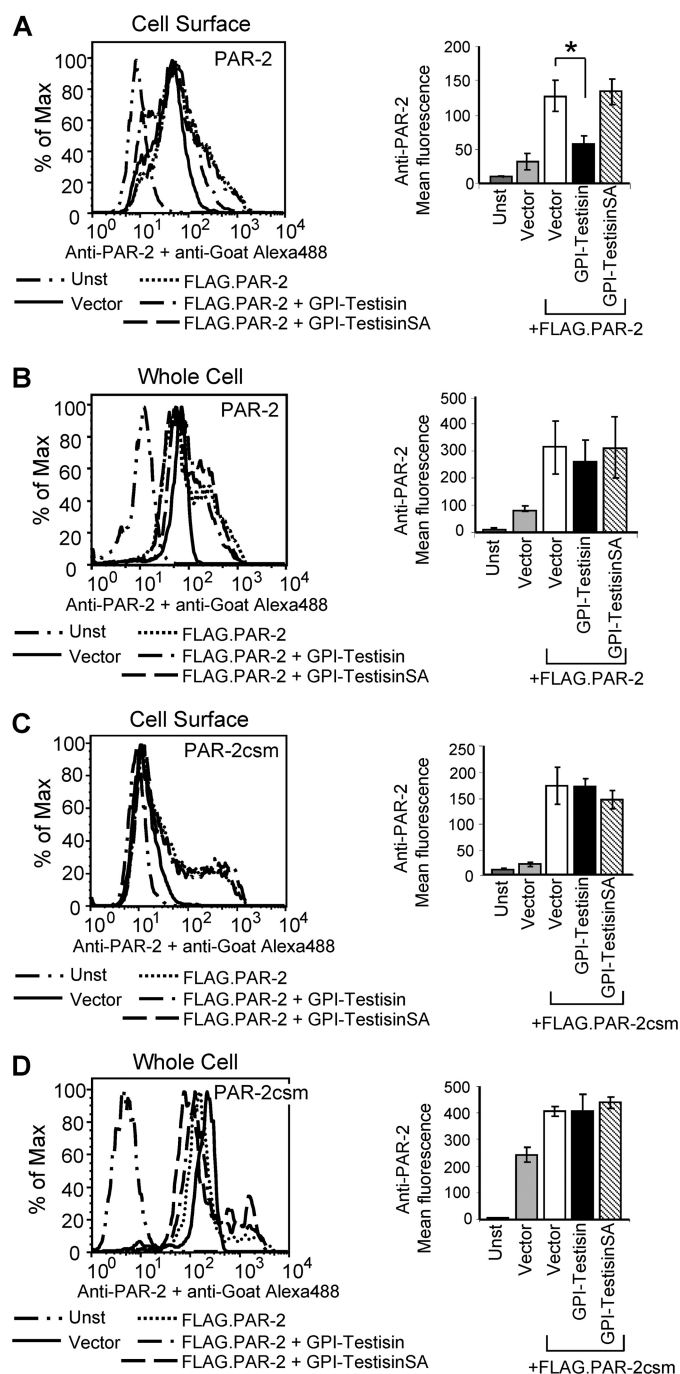 A
Cell Surface
PAR-2
% of Max
100
80
60
40
20
0
10^0 10^1 10^2 10^3 10^4
Anti-PAR-2 + anti-Goat Alexa488
Unst
Vector
FLAG.PAR-2
FLAG.PAR-2 + GPI-Testisin
FLAG.PAR-2 + GPI-TestisinSA
Anti-PAR-2
Mean fluorescence
200
150
100
50
0
*
Unst
Vector
Vector
GPI-Testisin
GPI-TestisinSA
+FLAG.PAR-2
B
Whole Cell
PAR-2
% of Max
100
80
60
40
20
0
10^0 10^1 10^2 10^3 10^4
Anti-PAR-2 + anti-Goat Alexa488
Unst
Vector
FLAG.PAR-2
FLAG.PAR-2 + GPI-Testisin
FLAG.PAR-2 + GPI-TestisinSA
Anti-PAR-2
Mean fluorescence
500
400
300
200
100
0
Unst
Vector
Vector
GPI-Testisin
GPI-TestisinSA
+FLAG.PAR-2
C
Cell Surface
PAR-2csm
% of Max
100
80
60
40
20
0
10^0 10^1 10^2 10^3 10^4
Anti-PAR-2 + anti-Goat Alexa488
Unst
Vector
FLAG.PAR-2
FLAG.PAR-2 + GPI-Testisin
FLAG.PAR-2 + GPI-TestisinSA
Anti-PAR-2
Mean fluorescence
250
200
150
100
50
0
Unst
Vector
Vector
GPI-Testisin
GPI-TestisinSA
+FLAG.PAR-2csm
D
Whole Cell
PAR-2csm
% of Max
100
80
60
40
20
0
10^0 10^1 10^2 10^3 10^4
Anti-PAR-2 + anti-Goat Alexa488
Unst
Vector
FLAG.PAR-2
FLAG.PAR-2 + GPI-Testisin
FLAG.PAR-2 + GPI-TestisinSA
Anti-PAR-2
Mean fluorescence
500
400
300
200
100
0
Unst
Vector
Vector
GPI-Testisin
GPI-TestisinSA
+FLAG.PAR-2csm